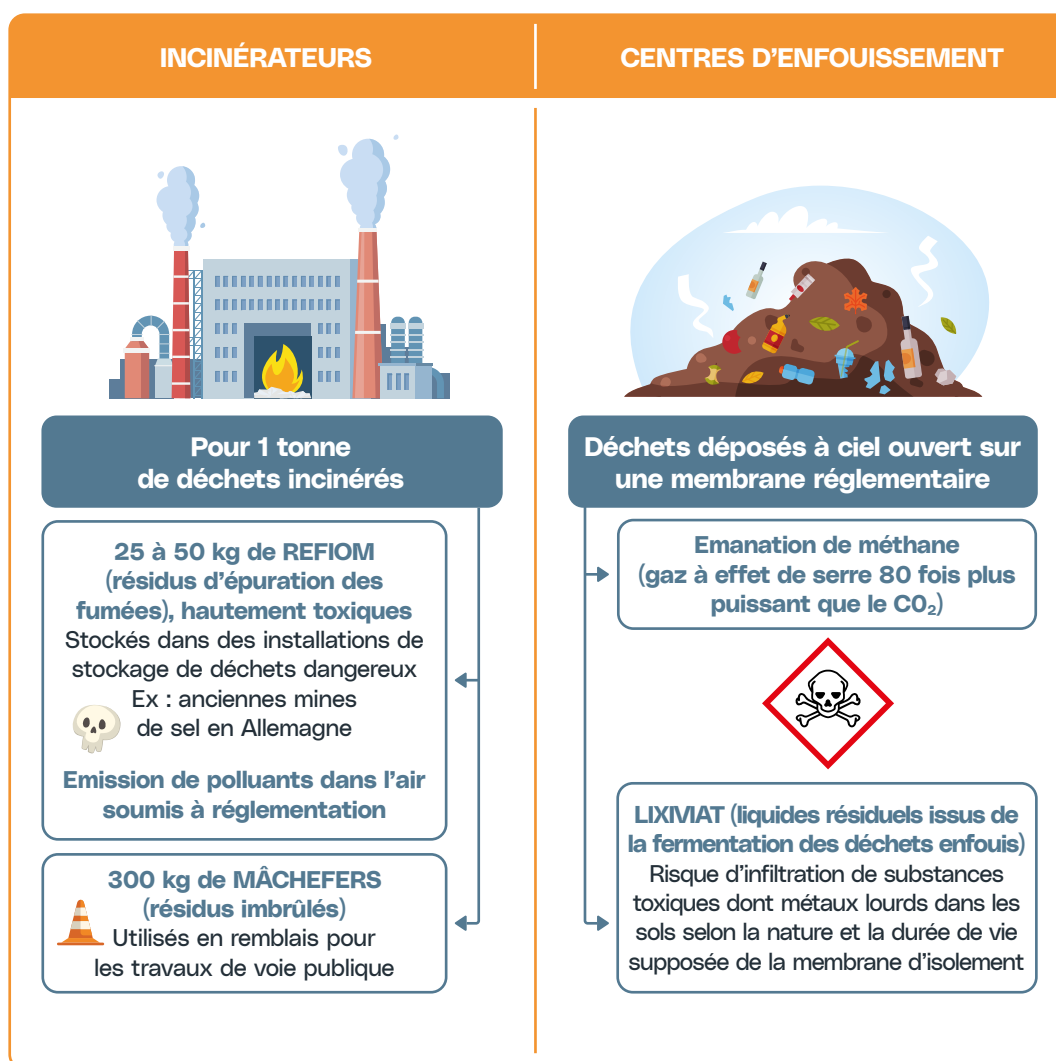 INCINÉRATEURS
Pour 1 tonne
de déchets incinérés
25 à 50 kg de REFIOM
(résidus d'épuration des
fumées), hautement toxiques
Stockés dans des installations de
stockage de déchets dangereux
Ex : anciennes mines
de sel en Allemagne
Emission de polluants dans l'air
soumis à réglementation
300 kg de MÂCHEFERS
(résidus imbrûlés)
Utilisés en remblais pour
les travaux de voie publique
CENTRES D'ENFOUISSEMENT
Déchets déposés à ciel ouvert sur
une membrane réglementaire
Emanation de méthane
(gaz à effet de serre 80 fois plus
puissant que le C0₂)
LIXIVIAT (liquides résiduels issus de
la fermentation des déchets enfouis)
Risque d'infiltration de substances
toxiques dont métaux lourds dans les
sols selon la nature et la durée de vie
supposée de la membrane d'isolement